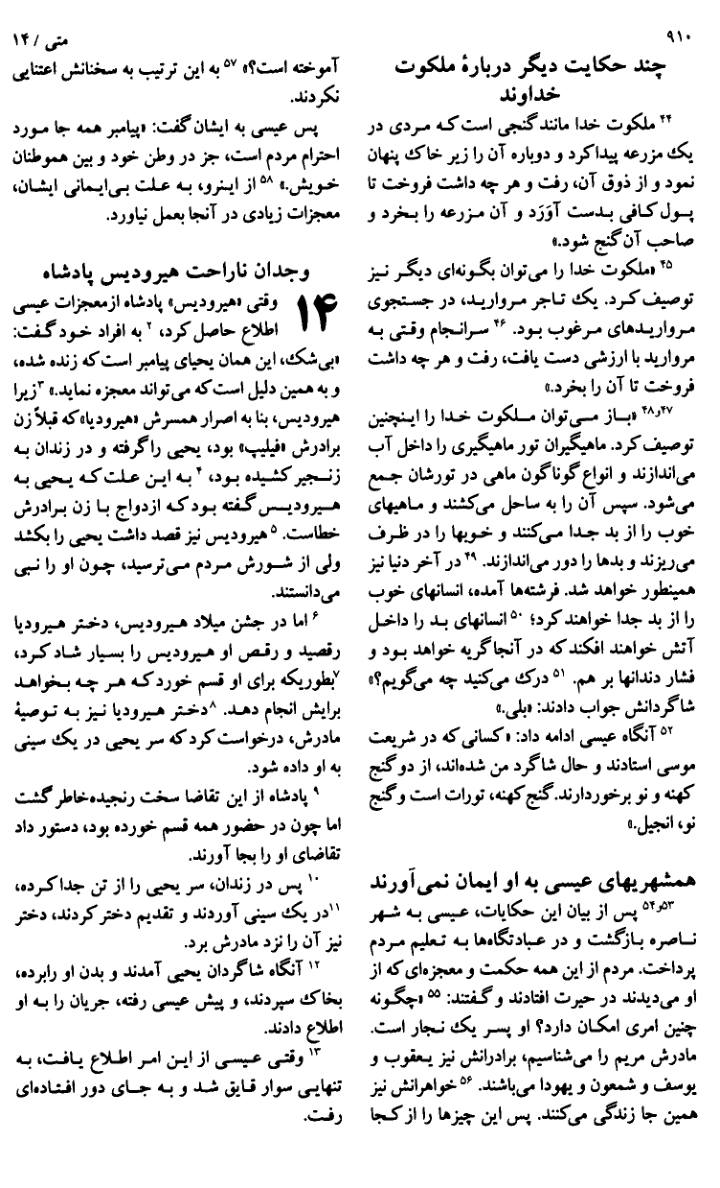 ۹۱۰
متی / ۱۴
چند حکایت دیگر دربارهٔ ملکوت
خداوند
۴۴ ملکوت خدا مانند گنجی است که مردی در
یک مزرعه پیدا کرد و دوباره آن را زیر خاک پنهان
نمود و از ذوق آن، رفت و هر چه داشت فروخت تا
پول کافی بدست آوَرَد و آن مزرعه را بخرد و
صاحب آن گنج شود.»
۴۵ «ملکوت خدا را می‌توان بگونه‌ای دیگر نیز
توصیف کرد. یک تاجر مروارید، در جستجوی
مرواریدهای مرغوب بود. ۴۶ سرانجام وقتی به
مروارید با ارزشی دست یافت، رفت و هر چه داشت
فروخت تا آن را بخرد.»
۴۷و۴۸ «باز می‌توان ملکوت خدا را اینچنین
توصیف کرد. ماهیگیران تور ماهیگیری را داخل آب
می‌اندازند و انواع گوناگون ماهی در تورشان جمع
می‌شود. سپس آن را به ساحل می‌کشند و ماهیهای
خوب را از بد جدا می‌کنند و خوبها را در ظرف
می‌ریزند و بدها را دور می‌اندازند. ۴۹ در آخر دنیا نیز
همینطور خواهد شد. فرشته‌ها آمده، انسانهای خوب
را از بد جدا خواهند کرد؛ ۵۰ انسانهای بد را داخل
آتش خواهند افکند که در آنجا گریه خواهد بود و
فشار دندانها بر هم. ۵۱ درک می‌کنید چه می‌گویم؟»
شاگردانش جواب دادند: «بلی.»
۵۲ آنگاه عیسی ادامه داد: «کسانی که در شریعت
موسی استادند و حال شاگرد من شده‌اند، از دو گنج
کهنه و نو برخوردارند. گنج کهنه، تورات است و گنج
نو، انجیل.»
همشهریهای عیسی به او ایمان نمی‌آورند
۵۳و۵۴ پس از بیان این حکایات، عیسی به شهر
ناصره بازگشت و در عبادتگاه‌ها به تعلیم مردم
پرداخت. مردم از این همه حکمت و معجزه‌ای که از
او می‌دیدند در حیرت افتادند و گفتند: ۵۵ «چگونه
چنین امری امکان دارد؟ او پسر یک نجار است.
مادرش مریم را می‌شناسیم، برادرانش نیز یعقوب و
یوسف و شمعون و یهودا می‌باشند. ۵۶ خواهرانش نیز
همین جا زندگی می‌کنند. پس این چیزها را از کجا
آموخته است؟» ۵۷ به این ترتیب به سخنانش اعتنایی
نکردند.
پس عیسی به ایشان گفت: «پیامبر همه جا مورد
احترام مردم است، جز در وطن خود و بین هموطنان
خویش.» ۵۸ از اینرو، به علت بی‌ایمانی ایشان،
معجزات زیادی در آنجا بعمل نیاورد.
وجدان ناراحت هیرودیس پادشاه
۱۴ وقتی «هیرودیس» پادشاه از معجزات عیسی
اطلاع حاصل کرد، ۲ به افراد خود گفت:
«بی‌شک، این همان یحیای پیامبر است که زنده شده،
و به همین دلیل است که می‌تواند معجزه نماید.» ۳ زیرا
هیرودیس، بنا به اصرار همسرش «هیرودیا» که قبلاً زن
برادرش «فیلیپ» بود، یحیی را گرفته و در زندان به
زنجیر کشیده بود، ۴ به این علت که یحیی به
هیرودیس گفته بود که ازدواج با زن برادرش
خطاست. ۵ هیرودیس نیز قصد داشت یحیی را بکشد
ولی از شورش مردم می‌ترسید، چون او را نبی
می‌دانستند.
۶ اما در جشن میلاد هیرودیس، دختر هیرودیا
رقصید و رقص او هیرودیس را بسیار شاد کرد،
۷ بطوریکه برای او قسم خورد که هر چه بخواهد
برایش انجام دهد. ۸ دختر هیرودیا نیز به توصیهٔ
مادرش، درخواست کرد که سر یحیی در یک سینی
به او داده شود.
۹ پادشاه از این تقاضا سخت رنجیده‌خاطر گشت
اما چون در حضور همه قسم خورده بود، دستور داد
تقاضای او را بجا آورند.
۱۰ پس در زندان، سر یحیی را از تن جدا کرده،
۱۱ در یک سینی آوردند و تقدیم دختر کردند، دختر
نیز آن را نزد مادرش برد.
۱۲ آنگاه شاگردان یحیی آمدند و بدن او رابرده،
بخاک سپردند، و پیش عیسی رفته، جریان را به او
اطلاع دادند.
۱۳ وقتی عیسی از این امر اطلاع یافت، به
تنهایی سوار قایق شد و به جای دور افتاده‌ای
رفت.